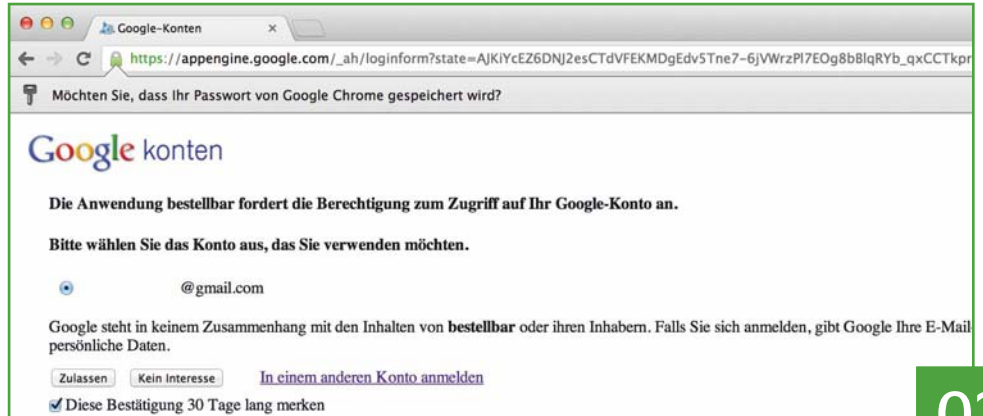 Google-Konten
https://appengine.google.com/_ah/loginform?state=AJKiYcEZ6DNJ2esCTdVFEKMDgEdv5Tne7-6jVWrzPl7EOg8bBlqRYb_qxCCTkpr
Möchten Sie, dass Ihr Passwort von Google Chrome gespeichert wird?
Google konten
Die Anwendung bestellbar fordert die Berechtigung zum Zugriff auf Ihr Google-Konto an.
Bitte wählen Sie das Konto aus, das Sie verwenden möchten.
@gmail.com
Google steht in keinem Zusammenhang mit den Inhalten von bestellbar oder ihren Inhabern. Falls Sie sich anmelden, gibt Google Ihre E-Mail-
persönliche Daten.
Zulassen Kein Interesse In einem anderen Konto anmelden
Diese Bestätigung 30 Tage lang merken